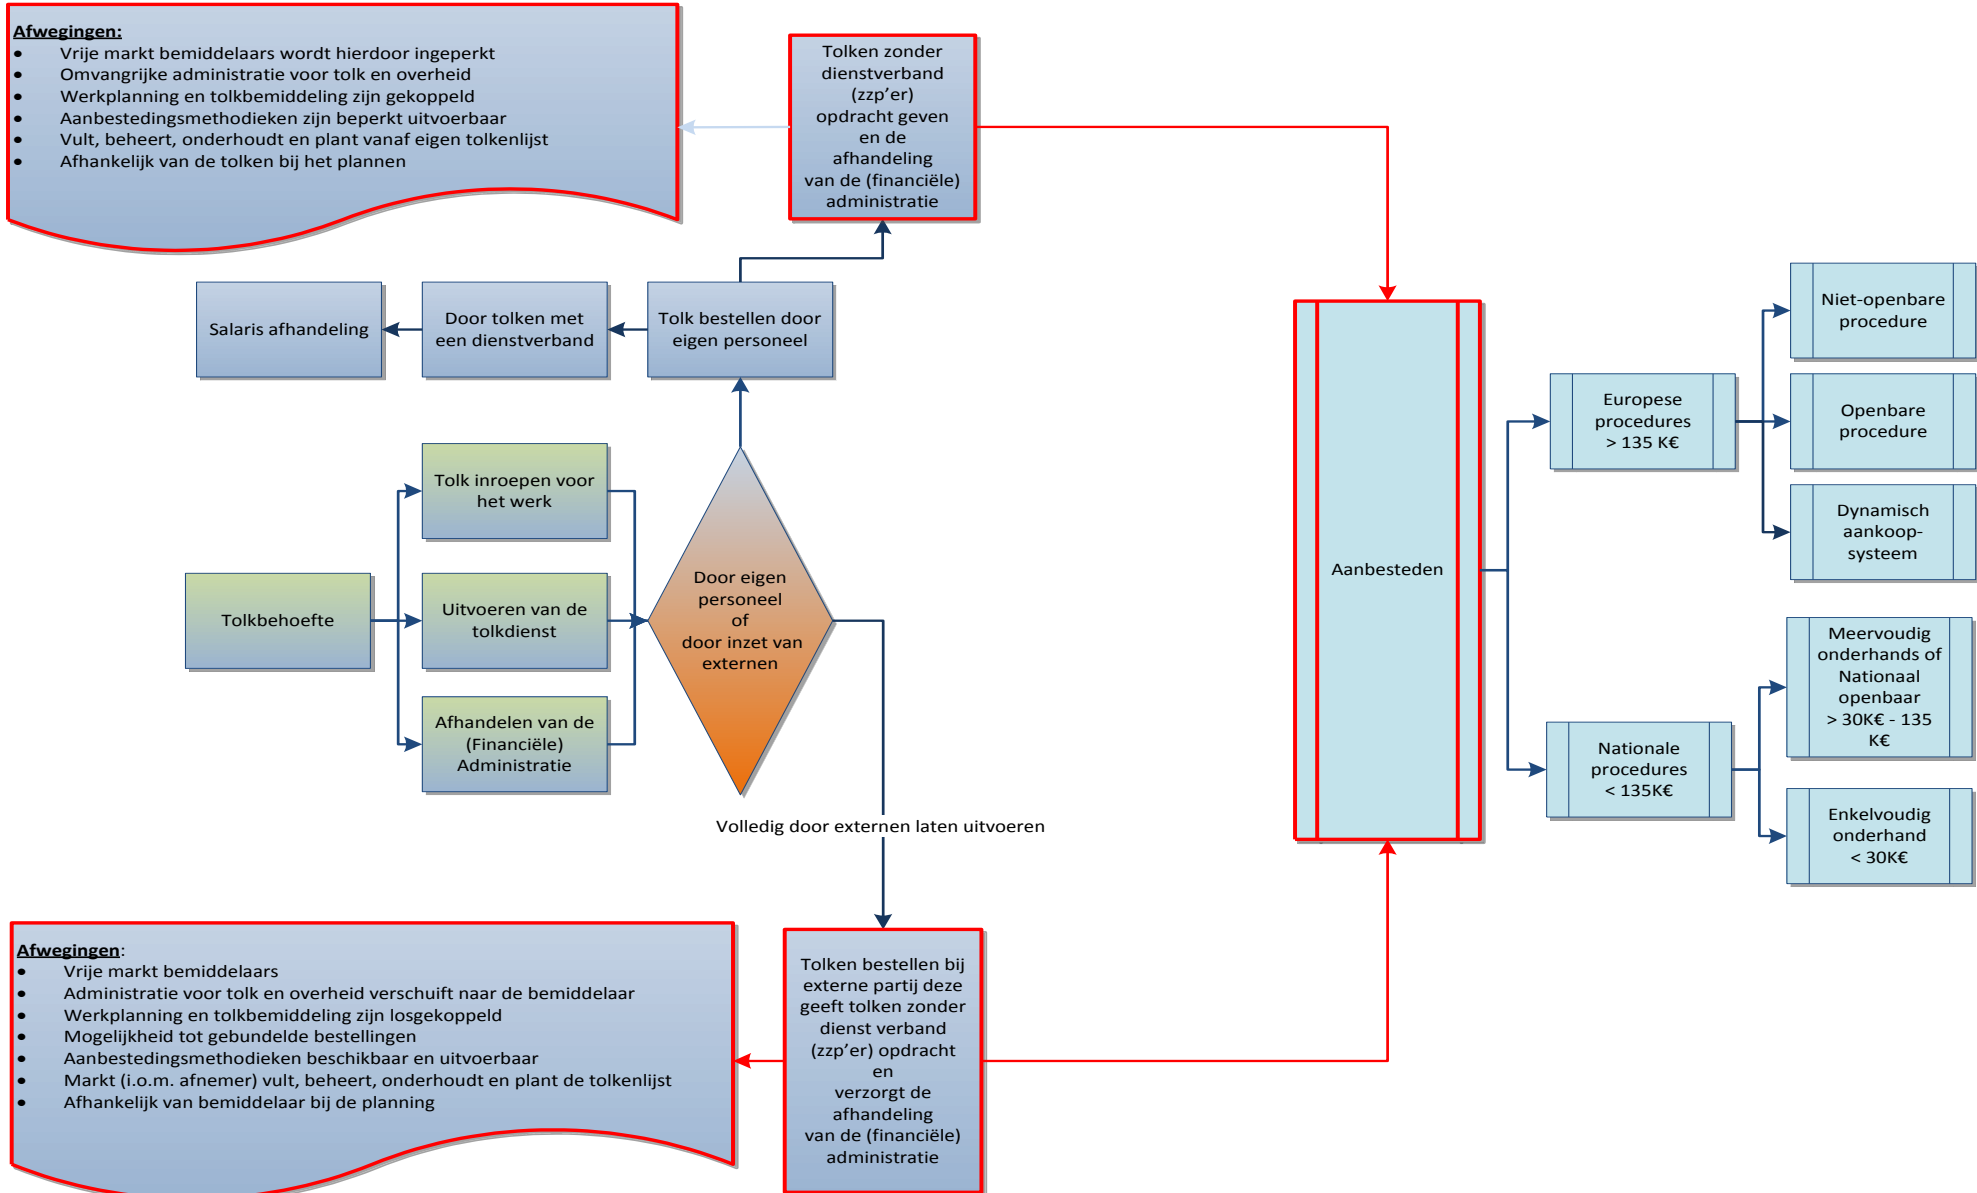 Afwegingen:
• Vrije markt bemiddelaars wordt hierdoor ingeperkt
• Omvangrijke administratie voor tolk en overheid
• Werkplanning en tolkbemiddeling zijn gekoppeld
• Aanbestedingsmethodieken zijn beperkt uitvoerbaar
• Vult, beheert, onderhoudt en plant vanaf eigen tolkenlijst
• Afhankelijk van de tolken bij het plannen
Tolken zonder
dienstverband
(zzp'er)
opdracht geven
en de
afhandeling
van de (financiële)
administratie
Salaris afhandeling
Door tolken met
een dienstverband
Tolk bestellen door
eigen personeel
Tolkbehoefte
Tolk inroepen voor
het werk
Uitvoeren van de
tolkdienst
Afhandelen van de
(Financiële)
Administratie
Door eigen
personeel
of
door inzet van
externen
Volledig door externen laten uitvoeren
Afwegingen:
• Vrije markt bemiddelaars
• Administratie voor tolk en overheid verschuift naar de bemiddelaar
• Werkplanning en tolkbemiddeling zijn losgekoppeld
• Mogelijkheid tot gebundelde bestellingen
• Aanbestedingsmethodieken beschikbaar en uitvoerbaar
• Markt (i.o.m. afnemer) vult, beheert, onderhoudt en plant de tolkenlijst
• Afhankelijk van bemiddelaar bij de planning
Tolken bestellen bij
externe partij deze
geeft tolken zonder
dienst verband
(zzp'er) opdracht
en
verzorgt de
afhandeling
van de (financiële)
administratie
Aanbesteden
Europese
procedures
> 135 K€
Niet-openbare
procedure
Openbare
procedure
Dynamisch
aankoop-
systeem
Nationale
procedures
< 135K€
Meervoudig
onderhands of
Nationaal
openbaar
> 30K€ - 135
K€
Enkelvoudig
onderhand
< 30K€